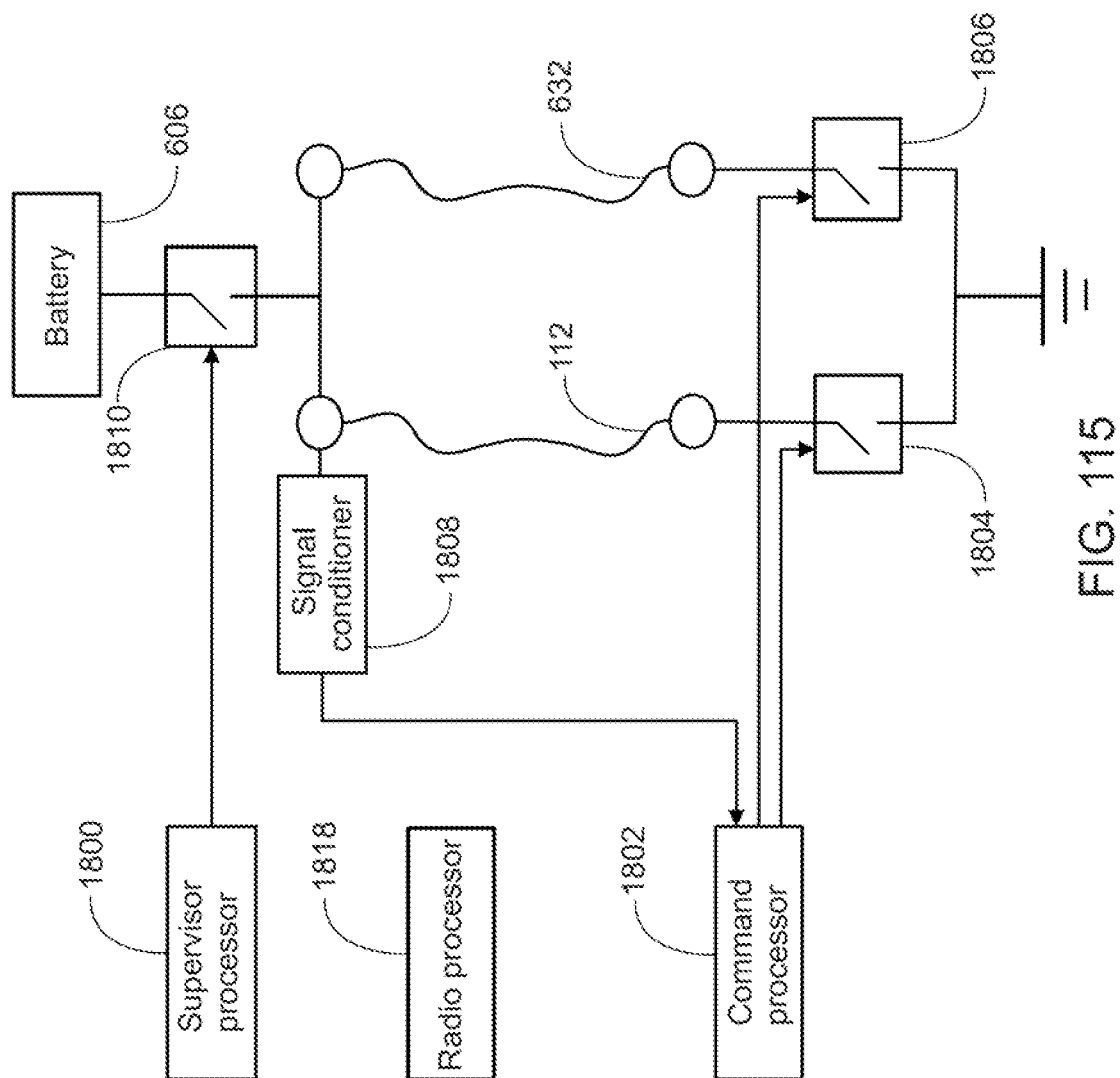 1800
Supervisor
processor
1810
Battery
606
1818
Radio processor
Signal
conditioner
1808
112
632
1802
Command
processor
1804
1806
FIG. 115